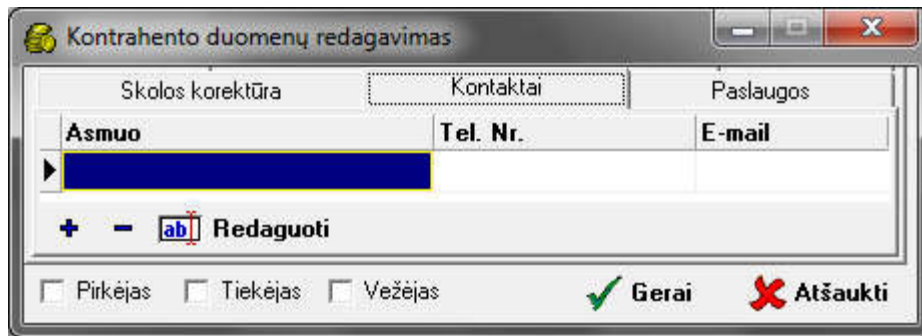 Kontrahento duomenų redagavimas
Skolos korektūra Kontaktai Paslaugos
Asmuo Tel. Nr. E-mail
+ - ab Redaguoti
Pirkėjas Tiekėjas Vežėjas Gerai Atšaukti